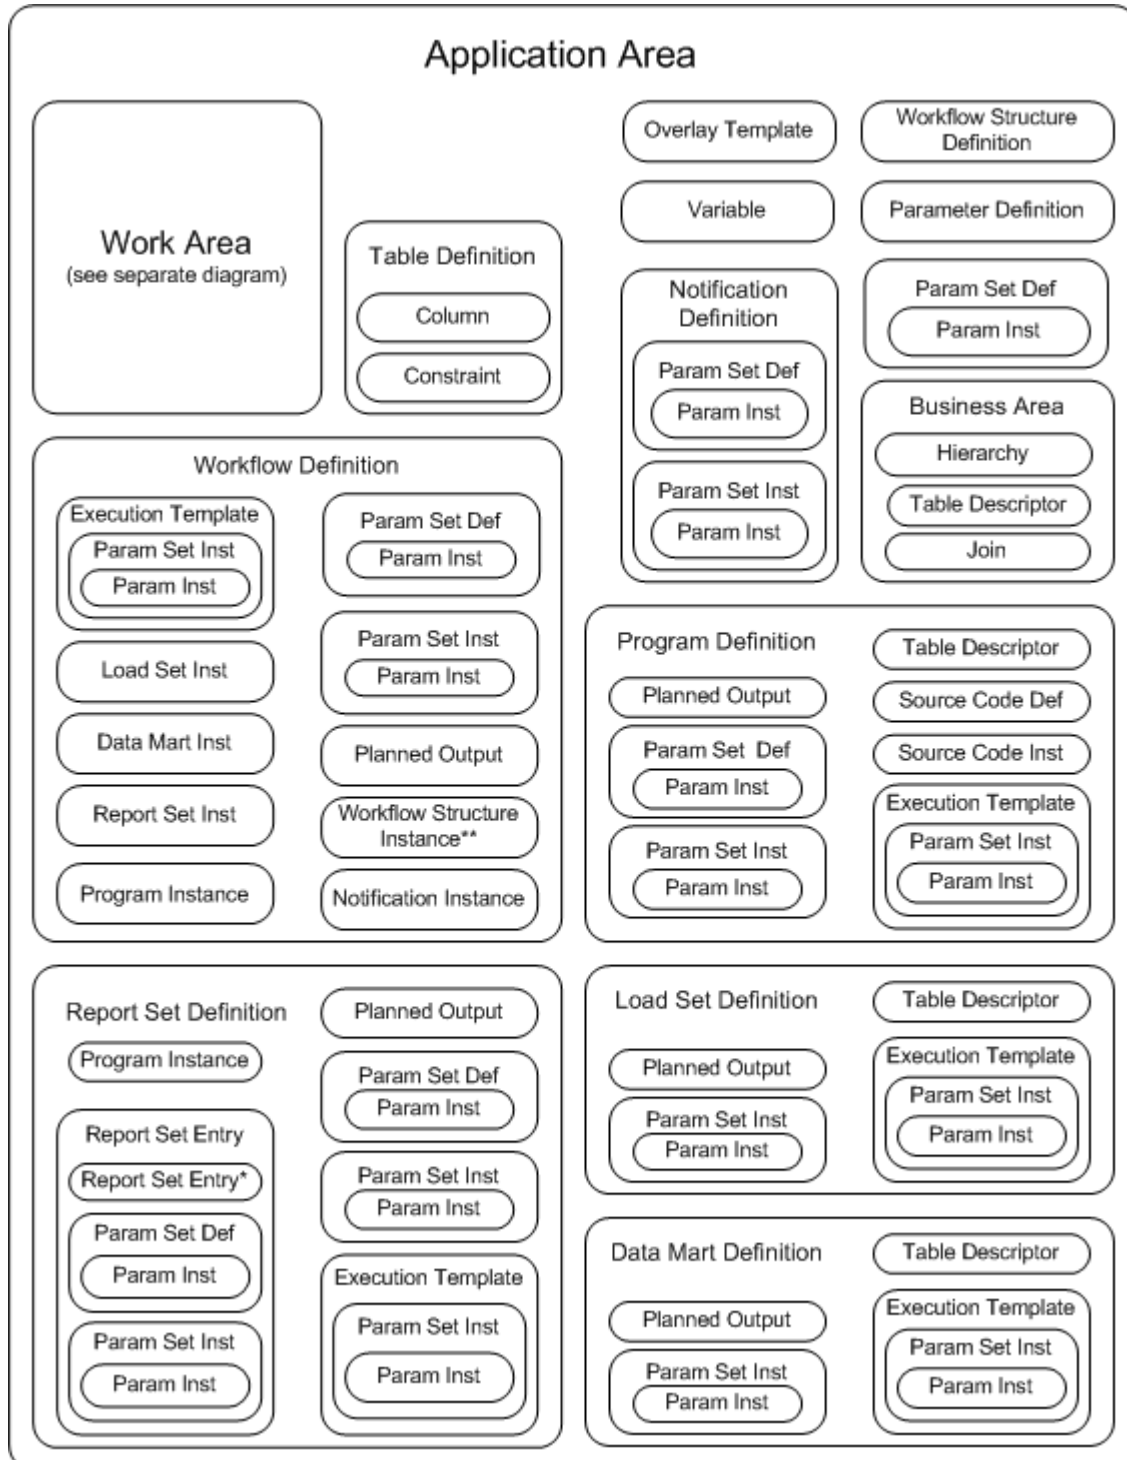 Application Area
Work Area
(see separate diagram)
Table Definition
Column
Constraint
Overlay Template
Workflow Structure
Definition
Variable
Parameter Definition
Notification
Definition
Param Set Def
Param Inst
Param Set Inst
Param Inst
Param Set Def
Param Inst
Business Area
Hierarchy
Table Descriptor
Join
Workflow Definition
Execution Template
Param Set Inst
Param Inst
Load Set Inst
Data Mart Inst
Report Set Inst
Program Instance
Param Set Def
Param Inst
Param Set Inst
Param Inst
Planned Output
Workflow Structure
Instance**
Notification Instance
Program Definition
Planned Output
Param Set  Def
Param Inst
Param Set Inst
Param Inst
Table Descriptor
Source Code Def
Source Code Inst
Execution Template
Param Set Inst
Param Inst
Report Set Definition
Program Instance
Report Set Entry
Report Set Entry*
Param Set Def
Param Inst
Param Set Inst
Param Inst
Planned Output
Param Set Def
Param Inst
Param Set Inst
Param Inst
Execution Template
Param Set Inst
Param Inst
Load Set Definition
Planned Output
Param Set Inst
Param Inst
Table Descriptor
Execution Template
Param Set Inst
Param Inst
Data Mart Definition
Planned Output
Param Set Inst
Param Inst
Table Descriptor
Execution Template
Param Set Inst
Param Inst